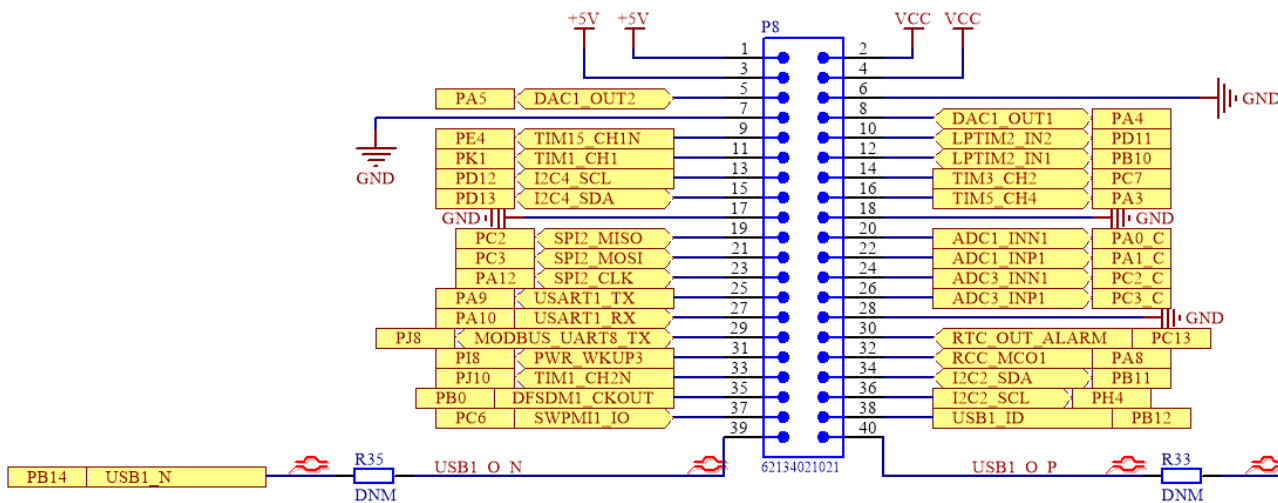 +5V +5V P8 VCC VCC
1 2
3 4
PA5 DAC1_OUT2 5 6 GND
7 8 DAC1_OUT1 PA4
PE4 TIM15_CH1N 9 10 LPTIM2_IN2 PD11
PK1 TIM1_CH1 11 12 LPTIM2_IN1 PB10
GND PD12 I2C4_SCL 13 14 TIM3_CH2 PC7
PD13 I2C4_SDA 15 16 TIM5_CH4 PA3
GND 17 18 GND
PC2 SPI2_MISO 19 20 ADC1_INN1 PA0_C
PC3 SPI2_MOSI 21 22 ADC1_INP1 PA1_C
PA12 SPI2_CLK 23 24 ADC3_INN1 PC2_C
PA9 USART1_TX 25 26 ADC3_INP1 PC3_C
PA10 USART1_RX 27 28 GND
PJ8 MODBUS_UART8_TX 29 30 RTC_OUT_ALARM PC13
PI8 PWR_WKUP3 31 32 RCC_MCO1 PA8
PJ10 TIM1_CH2N 33 34 I2C2_SDA PB11
PB0 DFSDM1_CKOUT 35 36 I2C2_SCL PH4
PC6 SWPMI1_IO 37 38 USB1_ID PB12
39 40
R35 62134021021 R33
PB14 USB1_N USB1_O_N USB1_O_P
DNM DNM